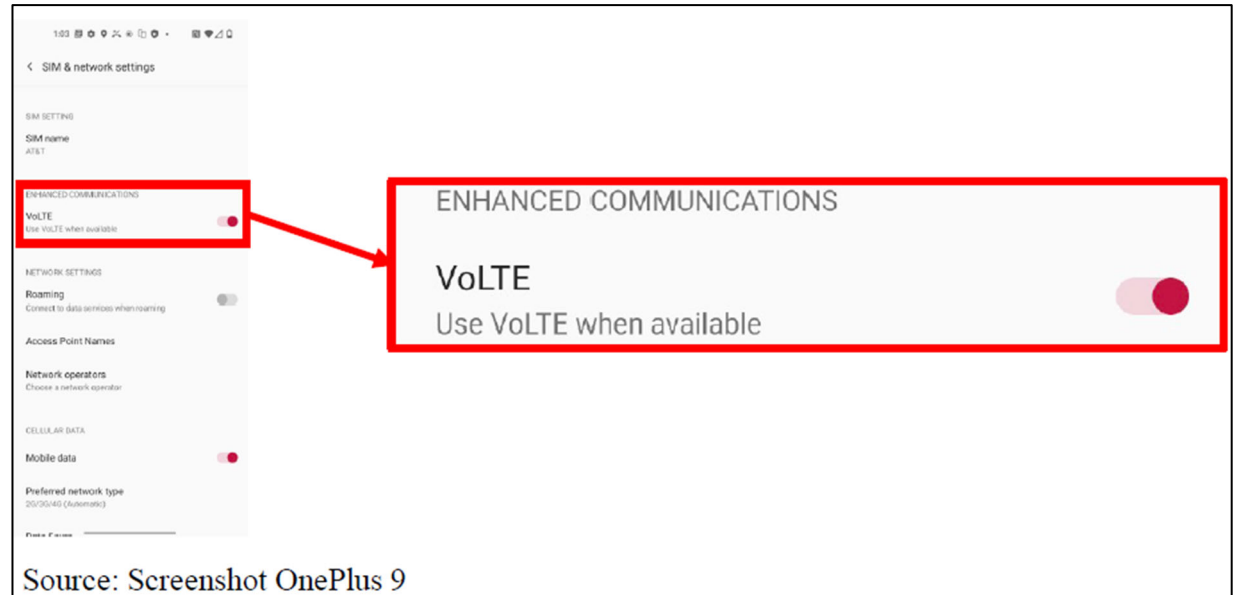 1:03
SIM & network settings
SIM SETTING
SIM name
AT&T
ENHANCED COMMUNICATIONS
VoLTE
Use VoLTE when available
NETWORK SETTINGS
Roaming
Connect to data services when roaming
Access Point Names
Network operators
Choose a network operator
CELLULAR DATA
Mobile data
Preferred network type
2G/3G/4G (Automatic)
ENHANCED COMMUNICATIONS
VoLTE
Use VoLTE when available
Source: Screenshot OnePlus 9